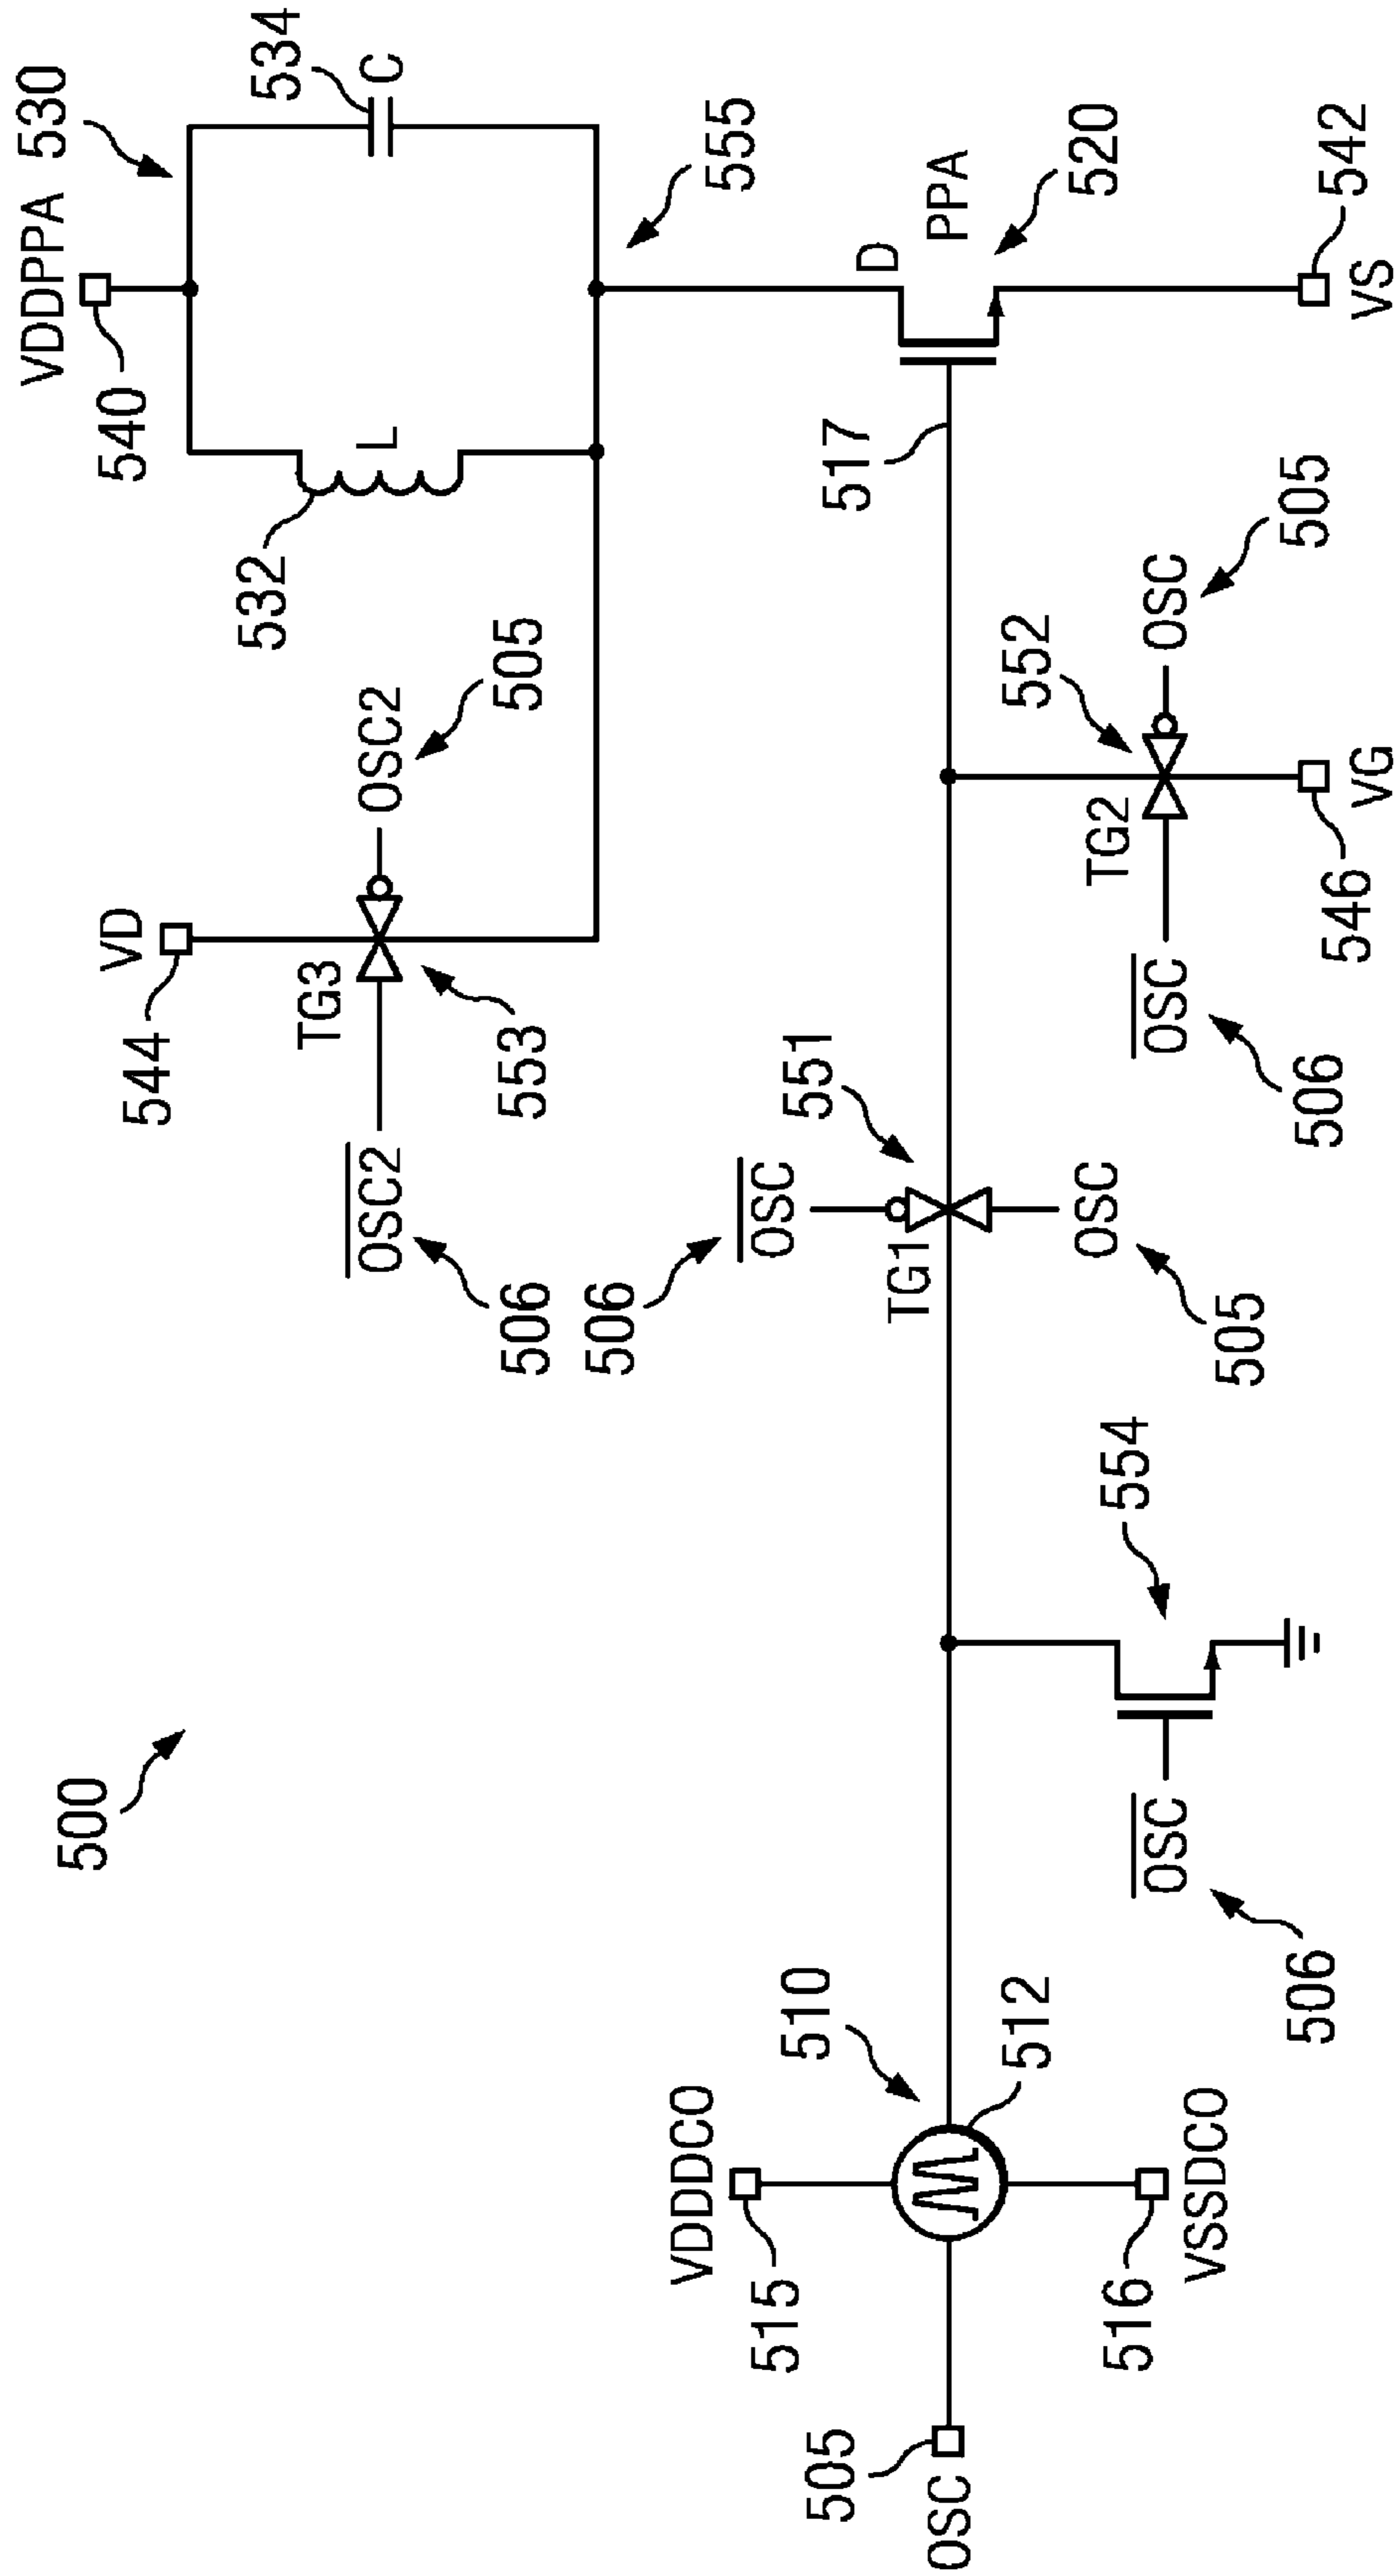 500
VDDPPA
540
530
534
C
L
532
555
VD
544
TG3
OSC2
505
553
OSC2
506
D
PPA
520
517
VS
542
506
OSC
551
TG1
OSC
505
552
TG2
OSC
505
OSC
506
546
VG
554
OSC
506
510
512
VDDDCO
515
516
VSSDCO
505
OSC